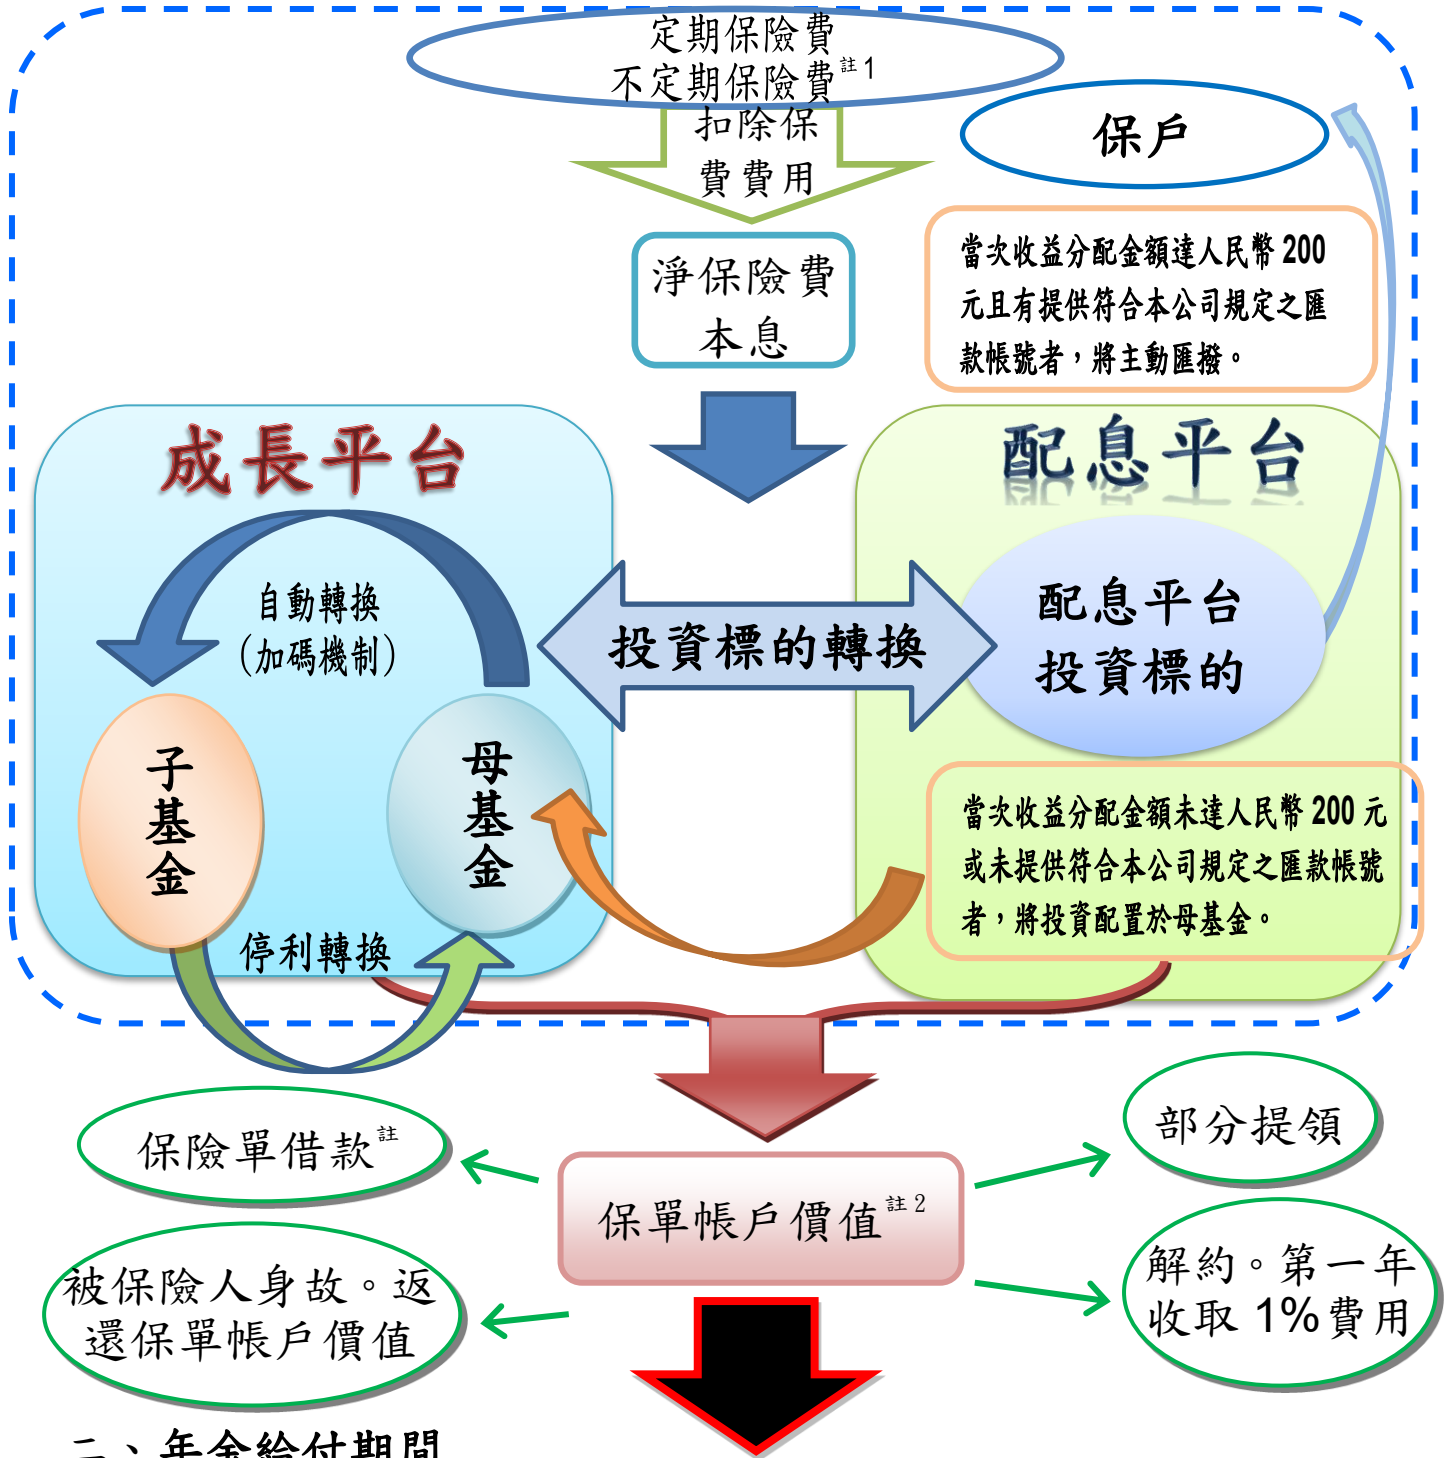 定期保險費
不定期保險費註1
扣除保
費費用
保戶
淨保險費
本息
當次收益分配金額達人民幣 200
元且有提供符合本公司規定之匯
款帳號者，將主動匯撥。
成長平台
配息平台
自動轉換
(加碼機制)
投資標的轉換
配息平台
投資標的
子基金
母基金
當次收益分配金額未達人民幣 200 元
或未提供符合本公司規定之匯款帳號
者，將投資配置於母基金。
停利轉換
保險單借款註
部分提領
保單帳戶價值註2
被保險人身故。返
還保單帳戶價值
解約。第一年
收取 1%費用
二、年金給付期間